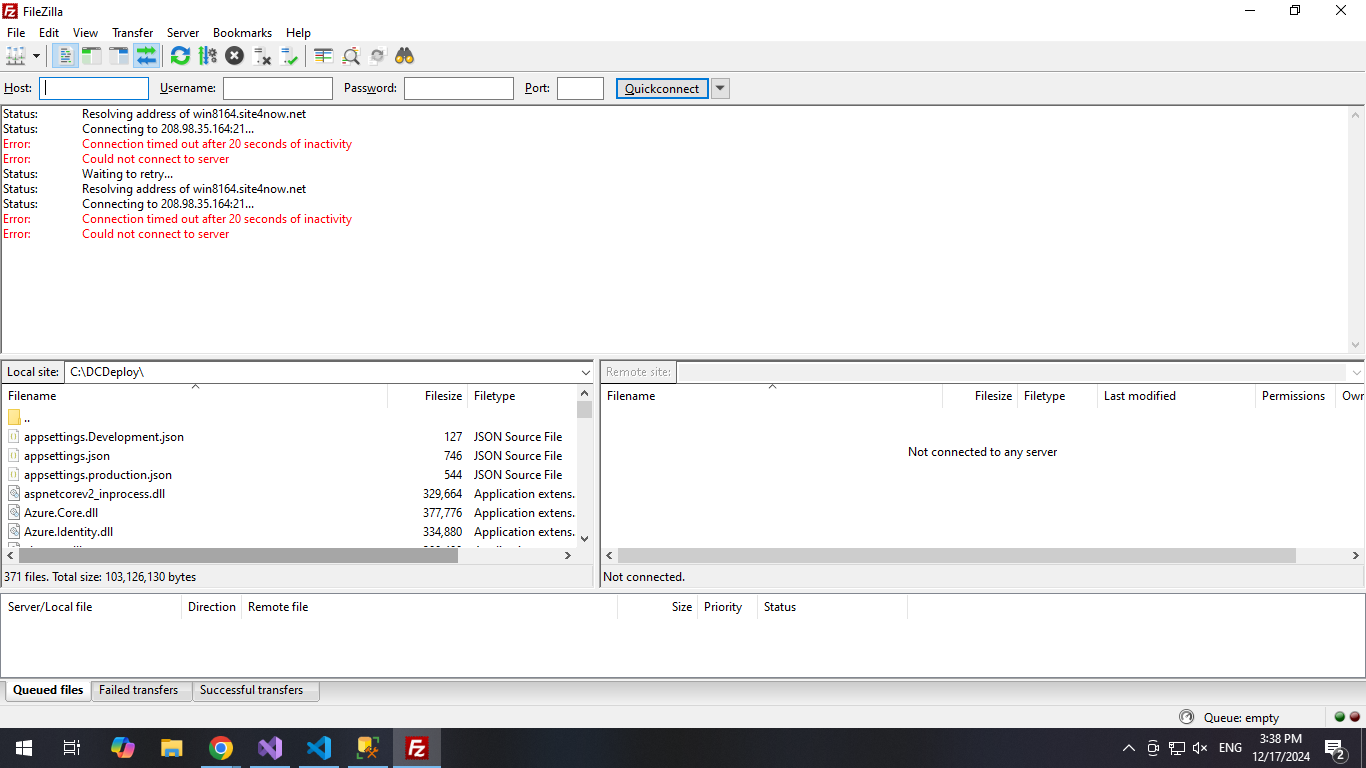 FileZilla
File Edit View Transfer Server Bookmarks Help
Host: Username: Password: Port: Quickconnect
Status: Resolving address of win8164.site4now.net
Status: Connecting to 208.98.35.164:21...
Error: Connection timed out after 20 seconds of inactivity
Error: Could not connect to server
Status: Waiting to retry...
Status: Resolving address of win8164.site4now.net
Status: Connecting to 208.98.35.164:21...
Error: Connection timed out after 20 seconds of inactivity
Error: Could not connect to server
Local site: C:\DCDeploy\
Filename Filesize Filetype
..
appsettings.Development.json 127 JSON Source File
appsettings.json 746 JSON Source File
appsettings.production.json 544 JSON Source File
aspnetcorev2_inprocess.dll 329,664 Application extens.
Azure.Core.dll 377,776 Application extens.
Azure.Identity.dll 334,880 Application extens.
371 files. Total size: 103,126,130 bytes
Remote site:
Filename Filesize Filetype Last modified Permissions Owr
Not connected to any server
Not connected.
Server/Local file Direction Remote file Size Priority Status
Queued files Failed transfers Successful transfers
Queue: empty
ENG
3:38 PM
12/17/2024
2